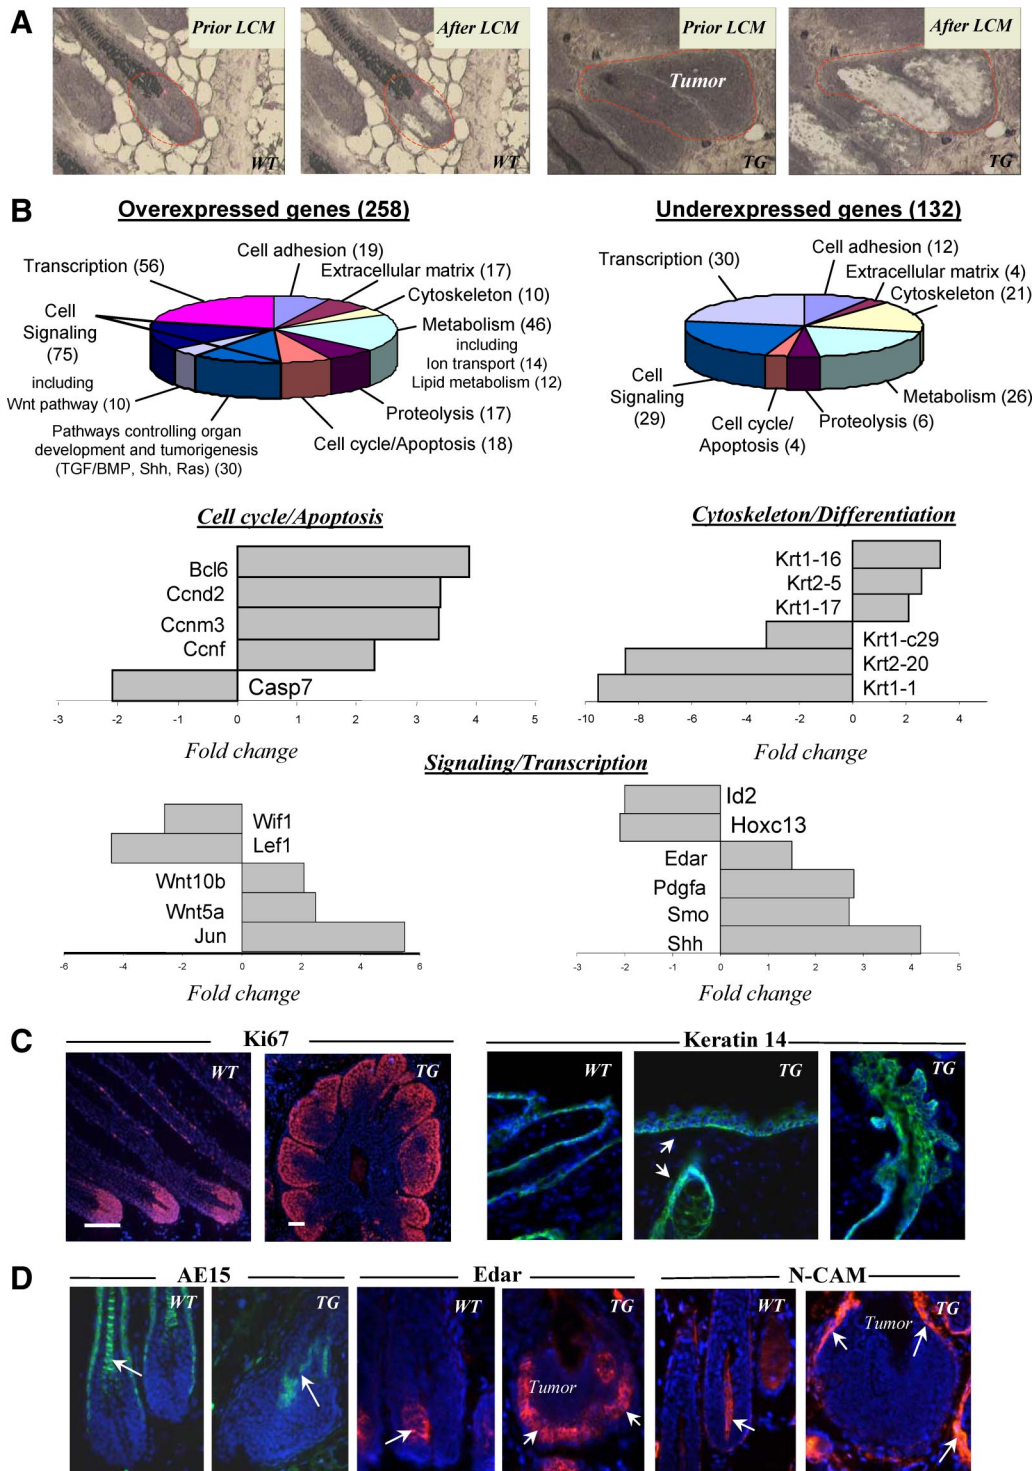 A
Prior LCM
WT
After LCM
WT
Prior LCM
Tumor
TG
After LCM
TG
B
Overexpressed genes (258)
Transcription (56)
Cell adhesion (19)
Extracellular matrix (17)
Cytoskeleton (10)
Metabolism (46)
including
Ion transport (14)
Lipid metabolism (12)
Proteolysis (17)
Cell cycle/Apoptosis (18)
Cell
Signaling
(75)
including
Wnt pathway (10)
Pathways controlling organ
development and tumorigenesis
(TGF/BMP, Shh, Ras) (30)
Underexpressed genes (132)
Transcription (30)
Cell adhesion (12)
Extracellular matrix (4)
Cytoskeleton (21)
Metabolism (26)
Proteolysis (6)
Cell cycle/
Apoptosis (4)
Cell
Signaling
(29)
Cell cycle/Apoptosis
Bcl6
Ccnd2
Ccnm3
Ccnf
Casp7
-3 -2 -1 0 1 2 3 4 5
Fold change
Cytoskeleton/Differentiation
Krt1-16
Krt2-5
Krt1-17
Krt1-c29
Krt2-20
Krt1-1
-10 -8 -6 -4 -2 0 2 4
Fold change
Signaling/Transcription
Wif1
Lef1
Wnt10b
Wnt5a
Jun
-6 -4 -2 0 2 4 6
Fold change
Id2
Hoxc13
Edar
Pdgfa
Smo
Shh
-3 -2 -1 0 1 2 3 4 5
Fold change
C
Ki67
WT
TG
Keratin 14
WT
TG
TG
D
AE15
WT
TG
Edar
WT
TG
Tumor
N-CAM
WT
TG
Tumor